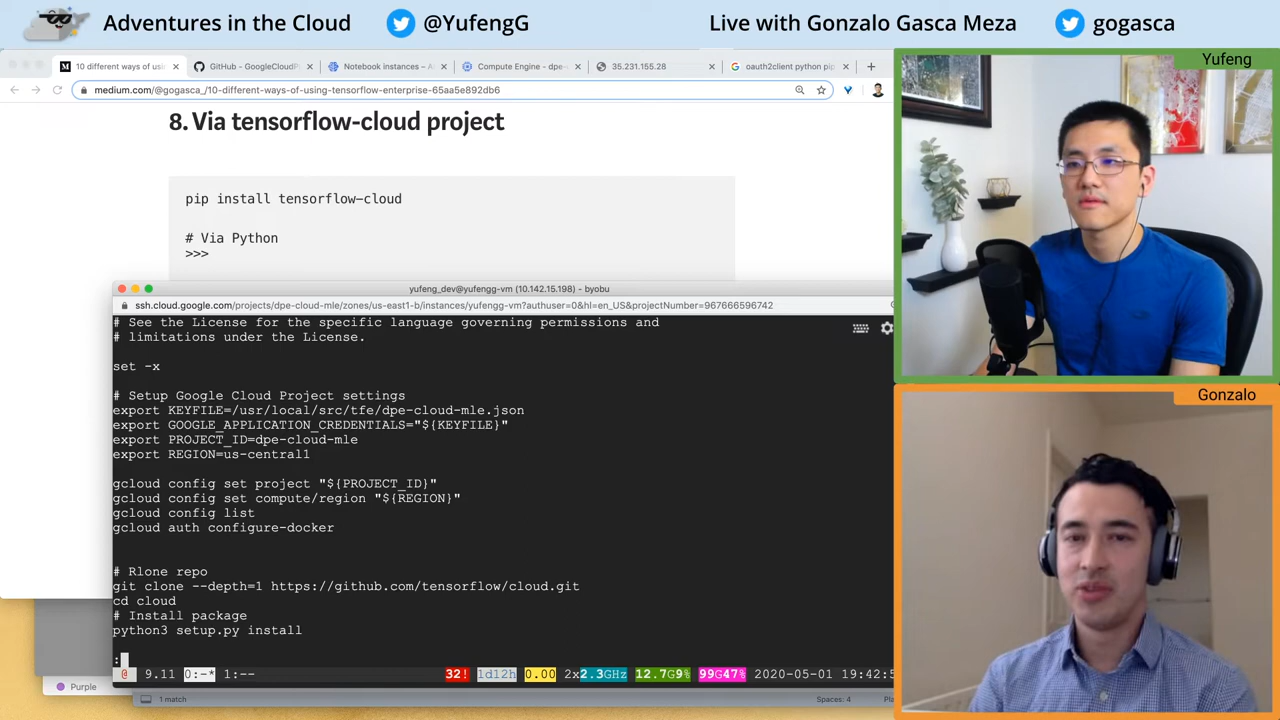 Adventures in the Cloud
@YufengG
Live with Gonzalo Gasca Meza
gogasca
10 different ways of usi
GitHub - GoogleCloudP
Notebook instances – A
Compute Engine - dpe-c
35.231.155.28
oauth2client python pip
medium.com/@gogasca_/10-different-ways-of-using-tensorflow-enterprise-65aa5e892db6
8. Via tensorflow-cloud project
pip install tensorflow-cloud
# Via Python
>>>
yufeng_dev@yufengg-vm (10.142.15.198) - byobu
ssh.cloud.google.com/projects/dpe-cloud-mle/zones/us-east1-b/instances/yufengg-vm?authuser=0&hl=en_US&projectNumber=967666596742
# See the License for the specific language governing permissions and
# limitations under the License.
set -x
# Setup Google Cloud Project settings
export KEYFILE=/usr/local/src/tfe/dpe-cloud-mle.json
export GOOGLE_APPLICATION_CREDENTIALS="${KEYFILE}"
export PROJECT_ID=dpe-cloud-mle
export REGION=us-central1
gcloud config set project "${PROJECT_ID}"
gcloud config set compute/region "${REGION}"
gcloud config list
gcloud auth configure-docker
# Rlone repo
git clone --depth=1 https://github.com/tensorflow/cloud.git
cd cloud
# Install package
python3 setup.py install
:
@ 9.11 0:-* 1:-- 32! 1d12h 0.00 2x2.3GHz 12.7G9% 99G47% 2020-05-01 19:42:5
Purple
1 match
Spaces: 4
Pla
Yufeng
Gonzalo